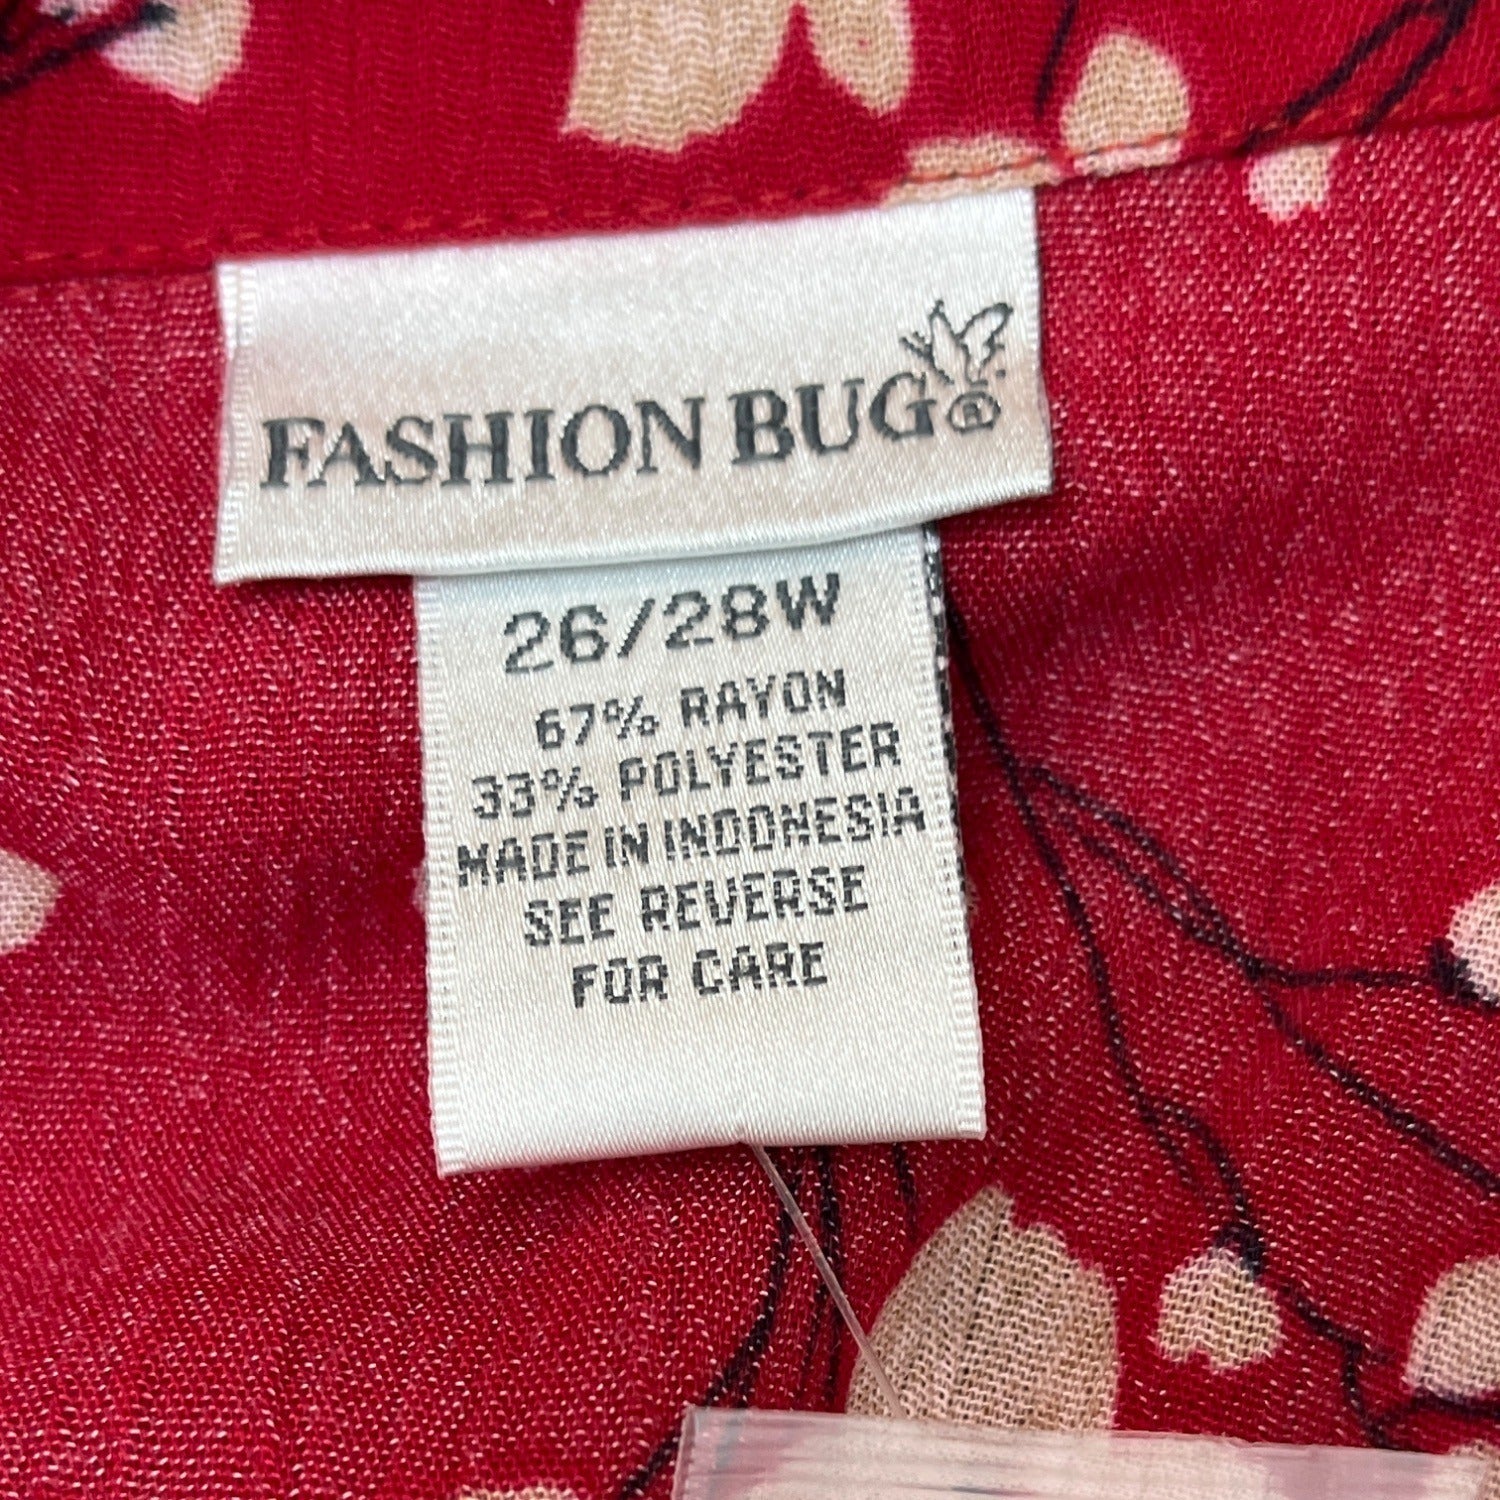 FASHION BUG®
26/28W
67% RAYON
33% POLYESTER
MADE IN INDONESIA
SEE REVERSE
FOR CARE